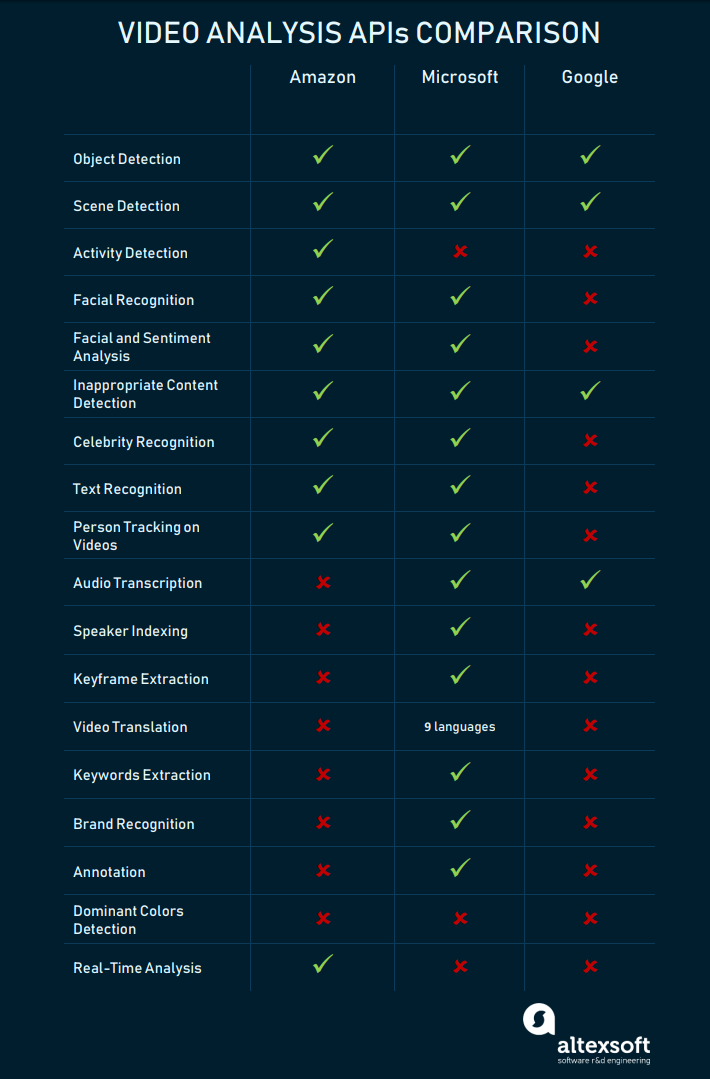 VIDEO ANALYSIS APIs COMPARISON
Amazon Microsoft Google
Object Detection
Scene Detection
Activity Detection
Facial Recognition
Facial and Sentiment
Analysis
Inappropriate Content
Detection
Celebrity Recognition
Text Recognition
Person Tracking on
Videos
Audio Transcription
Speaker Indexing
Keyframe Extraction
Video Translation 9 languages
Keywords Extraction
Brand Recognition
Annotation
Dominant Colors
Detection
Real-Time Analysis
altexsoft
software r&d engineering